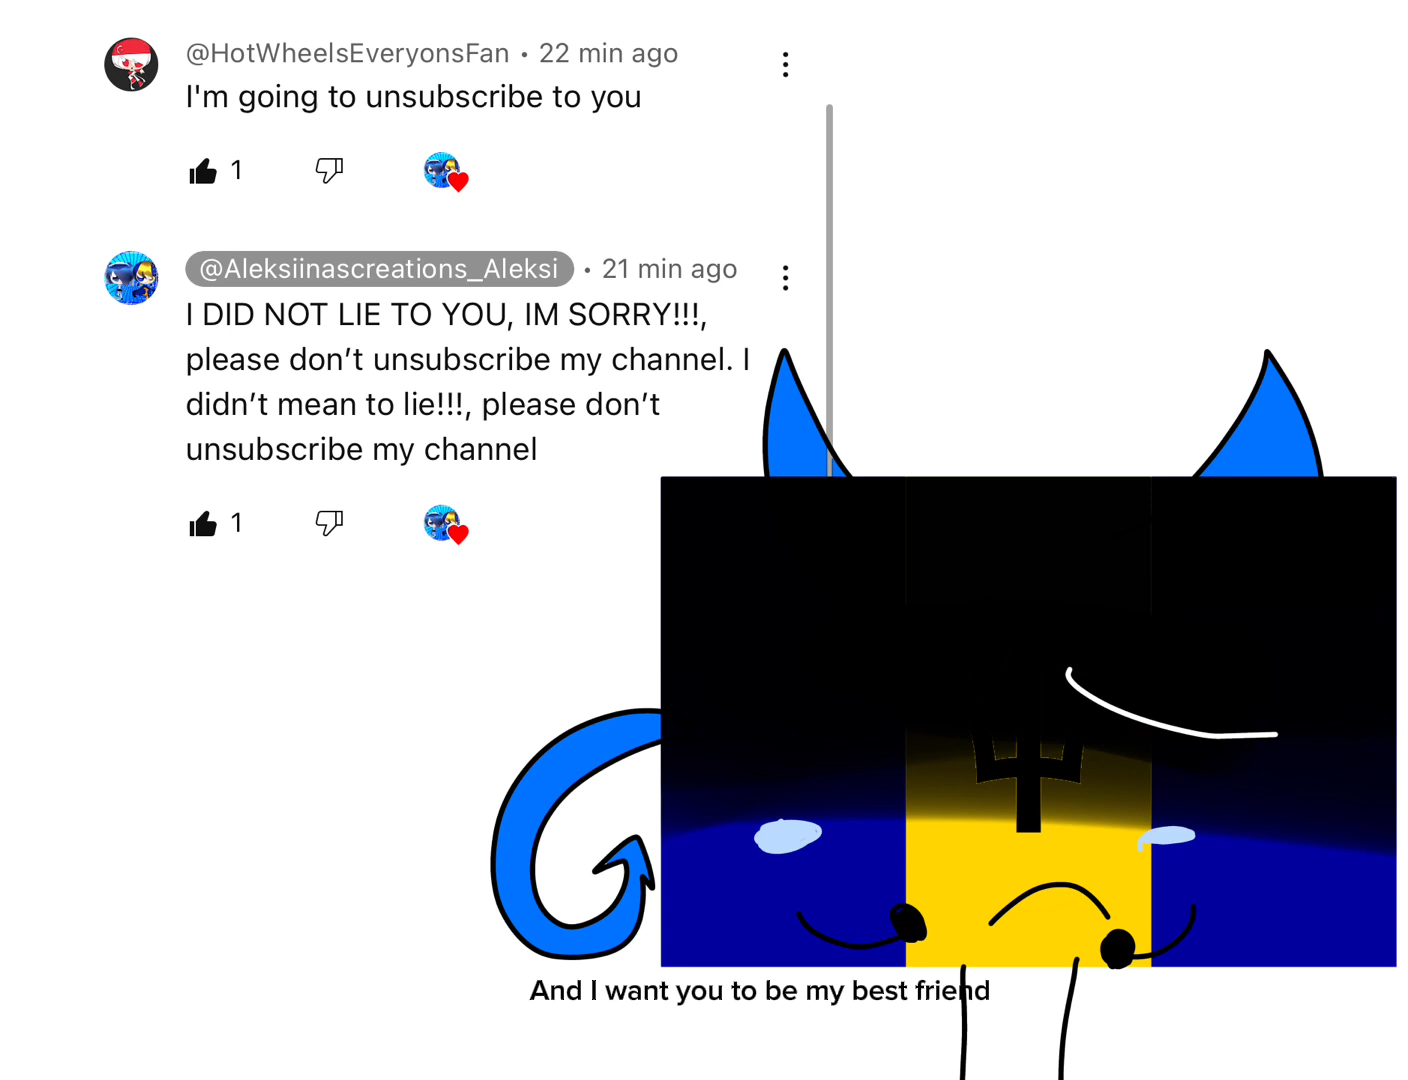 @HotWheelsEveryonsFan • 22 min ago
I'm going to unsubscribe to you
1
@Aleksiinascreations_Aleksi • 21 min ago
I DID NOT LIE TO YOU, IM SORRY!!!,
please don’t unsubscribe my channel. I
didn’t mean to lie!!!, please don’t
unsubscribe my channel
1
And I want you to be my best friend